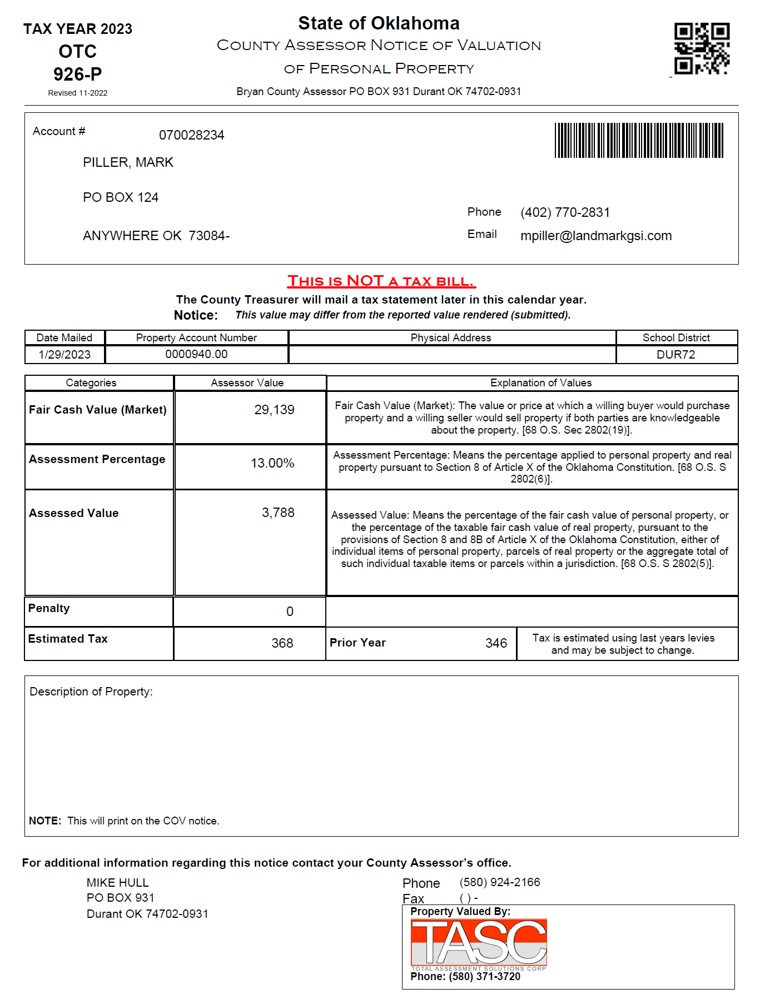 TAX YEAR 2023
OTC
926-P
Revised 11-2022
State of Oklahoma
County Assessor Notice of Valuation
of Personal Property
Bryan County Assessor PO BOX 931 Durant OK 74702-0931
Account #
070028234
PILLER, MARK
PO BOX 124
ANYWHERE OK 73084-
Phone (402) 770-2831
Email mpiller@landmarkgsi.com
This is NOT a tax bill.
The County Treasurer will mail a tax statement later in this calendar year.
Notice: This value may differ from the reported value rendered (submitted).
Date Mailed Property Account Number Physical Address School District
1/29/2023 0000940.00 DUR72
Categories Assessor Value Explanation of Values
Fair Cash Value (Market) 29,139
Fair Cash Value (Market): The value or price at which a willing buyer would purchase
property and a willing seller would sell property if both parties are knowledgeable
about the property. [68 O.S. Sec 2802(19)].
Assessment Percentage 13.00%
Assessment Percentage: Means the percentage applied to personal property and real
property pursuant to Section 8 of Article X of the Oklahoma Constitution. [68 O.S. S
2802(6)].
Assessed Value 3,788
Assessed Value: Means the percentage of the fair cash value of personal property, or
the percentage of the taxable fair cash value of real property, pursuant to the
provisions of Section 8 and 8B of Article X of the Oklahoma Constitution, either of
individual items of personal property, parcels of real property or the aggregate total of
such individual taxable items or parcels within a jurisdiction. [68 O.S. S 2802(5)].
Penalty 0
Estimated Tax 368 Prior Year 346
Tax is estimated using last years levies
and may be subject to change.
Description of Property:
NOTE: This will print on the COV notice.
For additional information regarding this notice contact your County Assessor's office.
MIKE HULL
PO BOX 931
Durant OK 74702-0931
Phone (580) 924-2166
Fax ( ) -
Property Valued By:
TASC
TOTAL ASSESSMENT SOLUTIONS CORP
Phone: (580) 371-3720